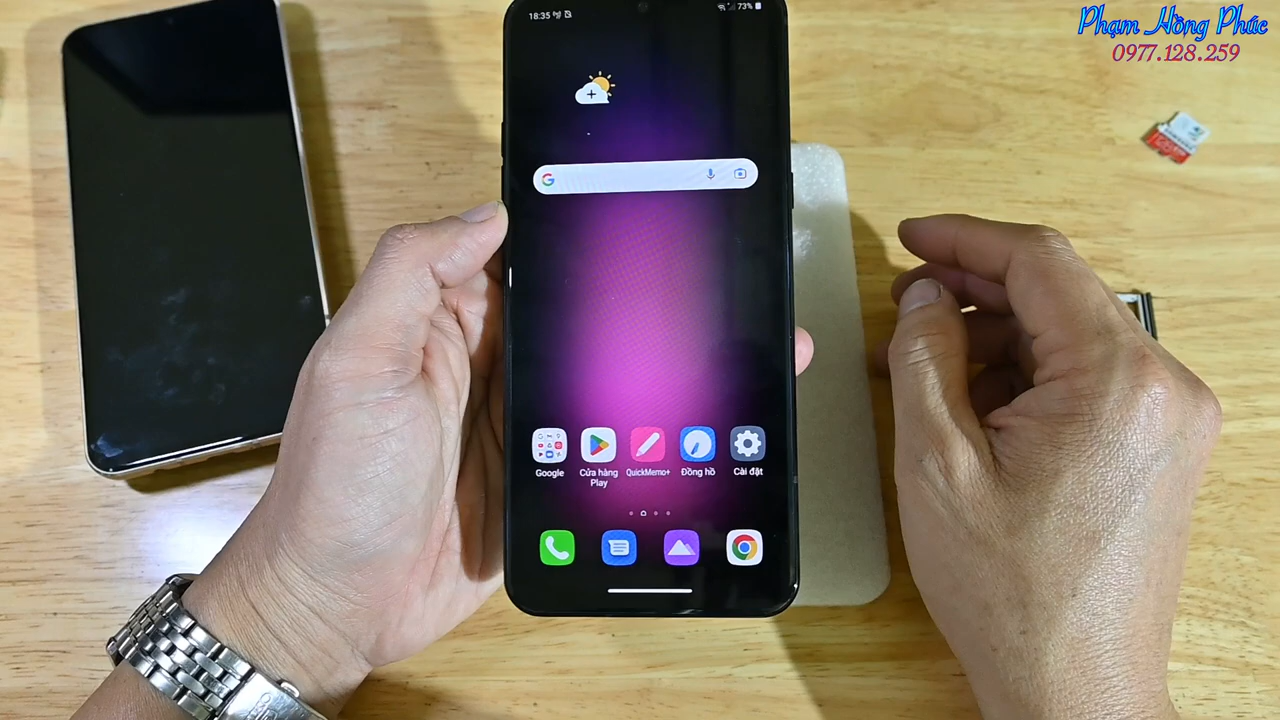 Phạm Hồng Phúc
0977.128.259
18:35
73%
Google
Cửa hàng Play
QuickMemo+
Đồng hồ
Cài đặt